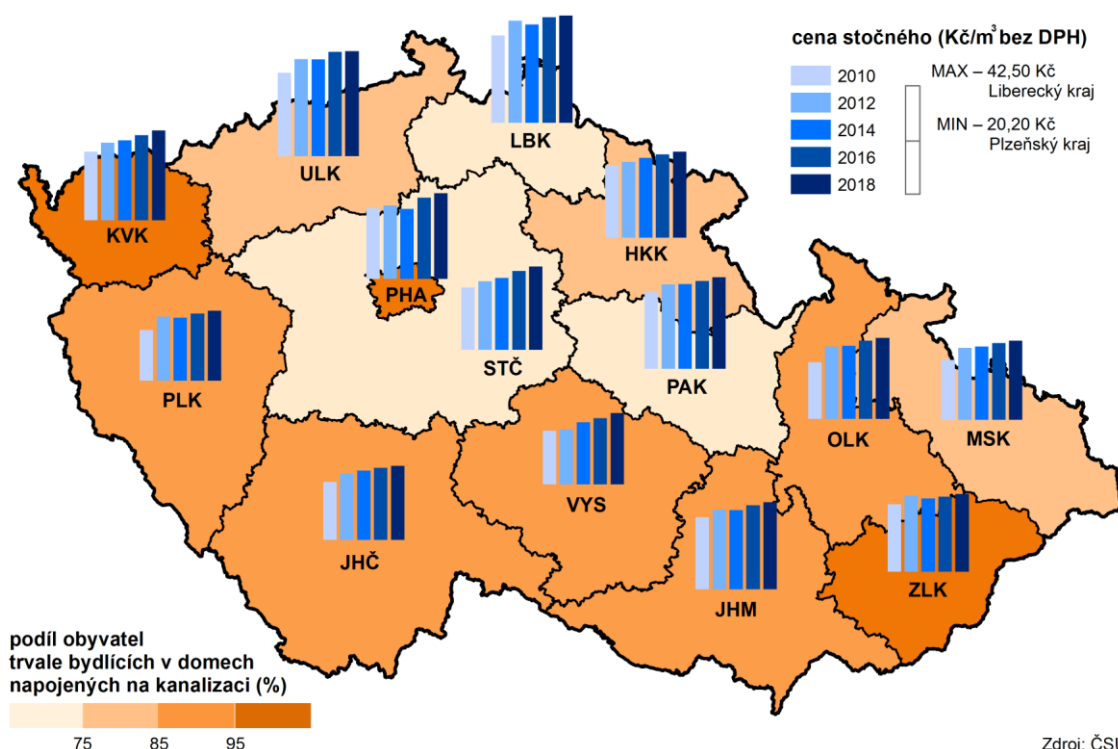 cena stočného (Kč/m³ bez DPH)
2010
2012
2014
2016
2018
MAX – 42,50 Kč
Liberecký kraj
MIN – 20,20 Kč
Plzeňský kraj
LBK
ULK
KVK
HKK
PHA
STČ
PAK
PLK
OLK
MSK
VYS
JHČ
JHM
ZLK
podíl obyvatel
trvale bydlících v domech
napojených na kanalizaci (%)
75 85 95
Zdroj: